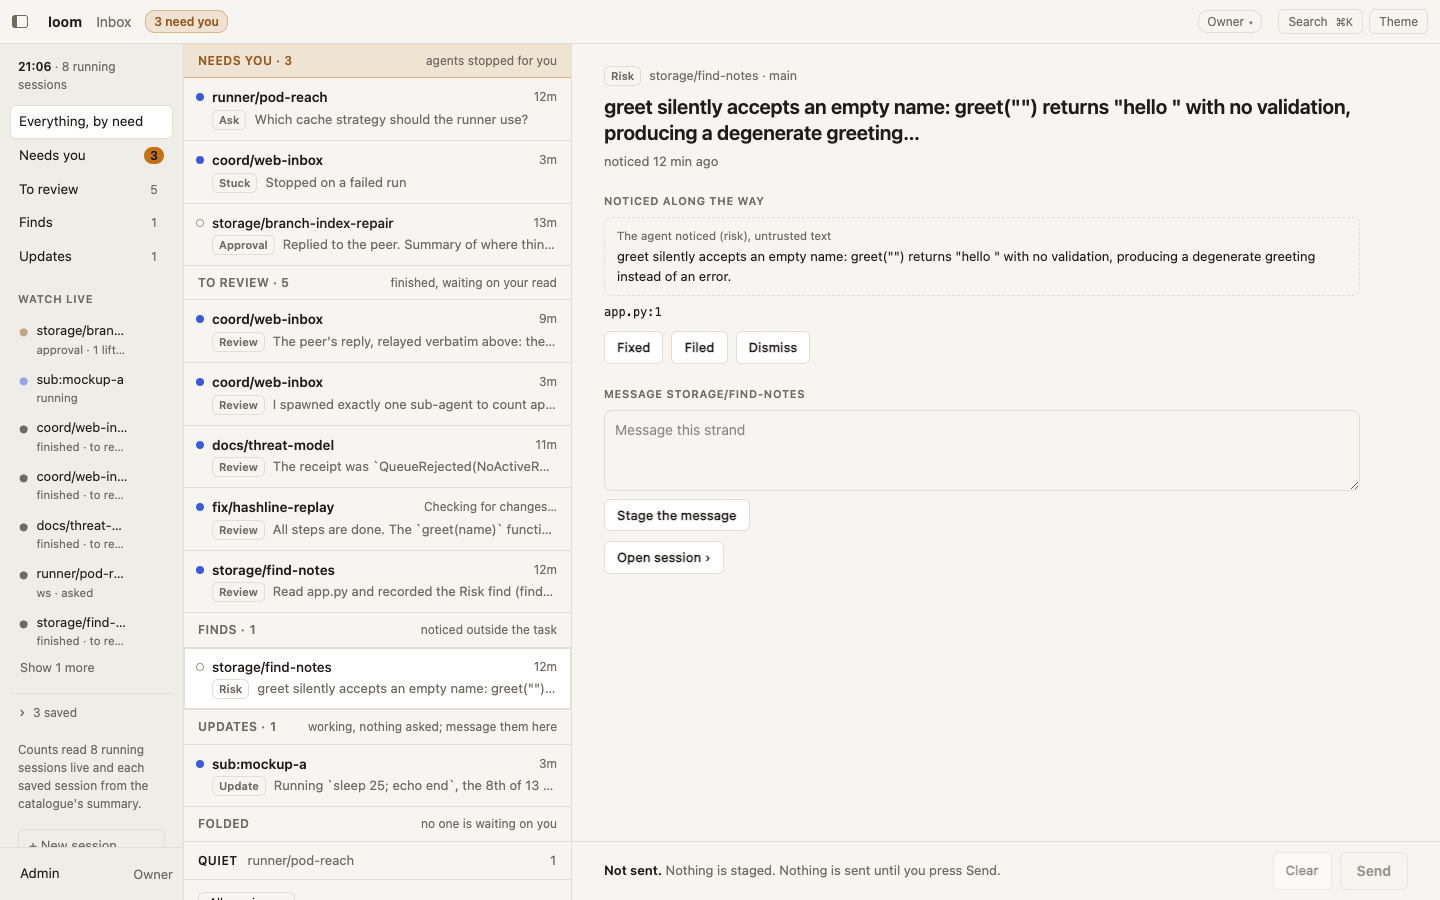 loom Inbox 3 need you
Owner
Search ⌘K
Theme
21:06 · 8 running
sessions
Everything, by need
Needs you 3
To review 5
Finds 1
Updates 1
WATCH LIVE
storage/bran...
approval · 1 lift...
sub:mockup-a
running
coord/web-in...
finished · to re...
coord/web-in...
finished · to re...
docs/threat-...
finished · to re...
runner/pod-r...
ws · asked
storage/find-...
finished · to re...
Show 1 more
› 3 saved
Counts read 8 running
sessions live and each
saved session from the
catalogue's summary.
+ New session
Admin Owner
NEEDS YOU · 3 agents stopped for you
runner/pod-reach 12m
Ask Which cache strategy should the runner use?
coord/web-inbox 3m
Stuck Stopped on a failed run
storage/branch-index-repair 13m
Approval Replied to the peer. Summary of where thin...
TO REVIEW · 5 finished, waiting on your read
coord/web-inbox 9m
Review The peer's reply, relayed verbatim above: the...
coord/web-inbox 3m
Review I spawned exactly one sub-agent to count ap...
docs/threat-model 11m
Review The receipt was `QueueRejected(NoActiveR...
fix/hashline-replay Checking for changes...
Review All steps are done. The `greet(name)` functi...
storage/find-notes 12m
Review Read app.py and recorded the Risk find (find...
FINDS · 1 noticed outside the task
storage/find-notes 12m
Risk greet silently accepts an empty name: greet("")...
UPDATES · 1 working, nothing asked; message them here
sub:mockup-a 3m
Update Running `sleep 25; echo end`, the 8th of 13 ...
FOLDED no one is waiting on you
QUIET runner/pod-reach 1
Risk storage/find-notes · main
greet silently accepts an empty name: greet("") returns "hello " with no validation,
producing a degenerate greeting...
noticed 12 min ago
NOTICED ALONG THE WAY
The agent noticed (risk), untrusted text
greet silently accepts an empty name: greet("") returns "hello " with no validation, producing a degenerate greeting
instead of an error.
app.py:1
Fixed Filed Dismiss
MESSAGE STORAGE/FIND-NOTES
Message this strand
Stage the message
Open session ›
Not sent. Nothing is staged. Nothing is sent until you press Send.
Clear Send